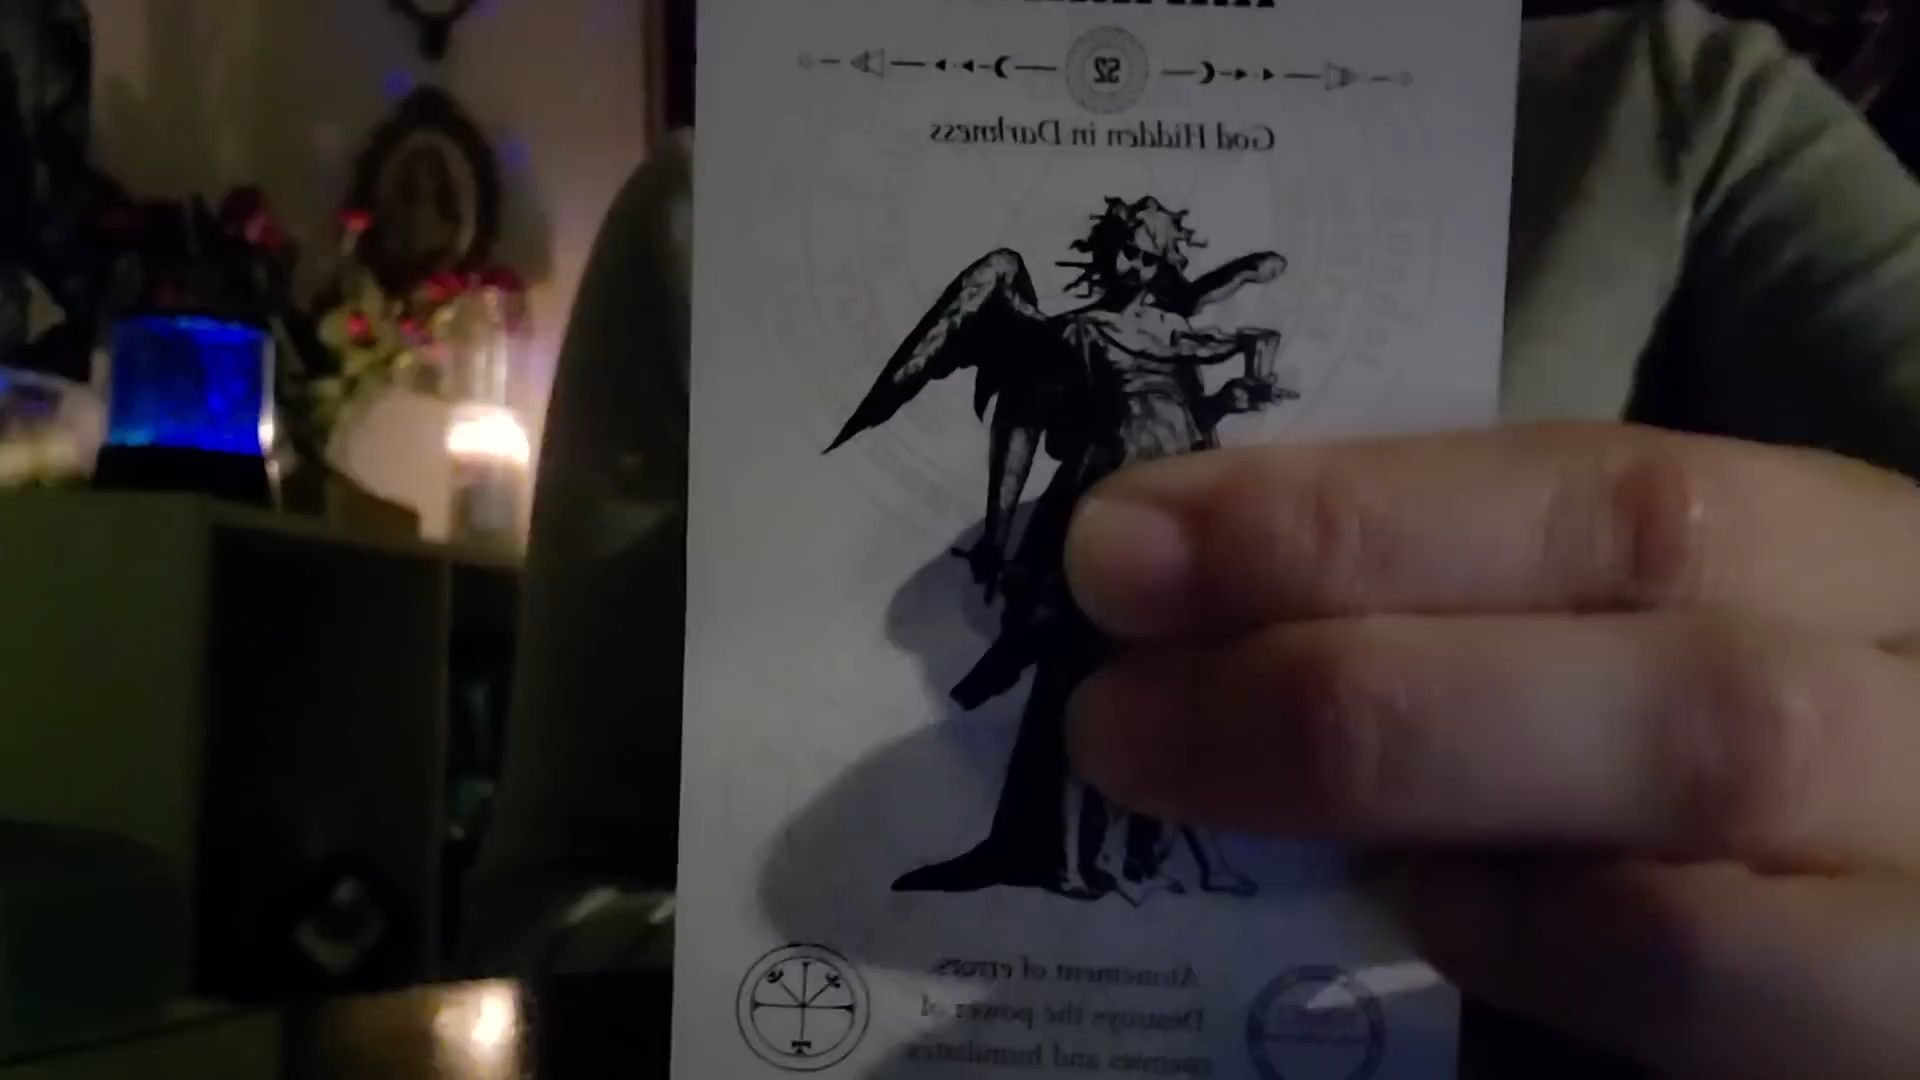 52
God Hidden in Darkness
Atonement of errors.
Destroys the power of
enemies and humiliates